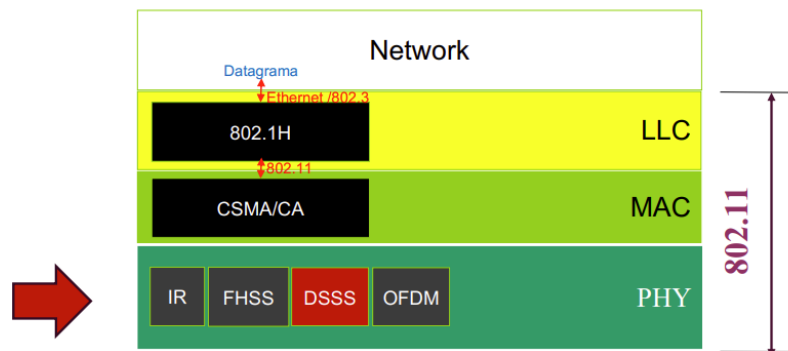 Network
Datagrama
Ethernet /802.3
802.1H
LLC
802.11
CSMA/CA
MAC
802.11
IR
FHSS
DSSS
OFDM
PHY